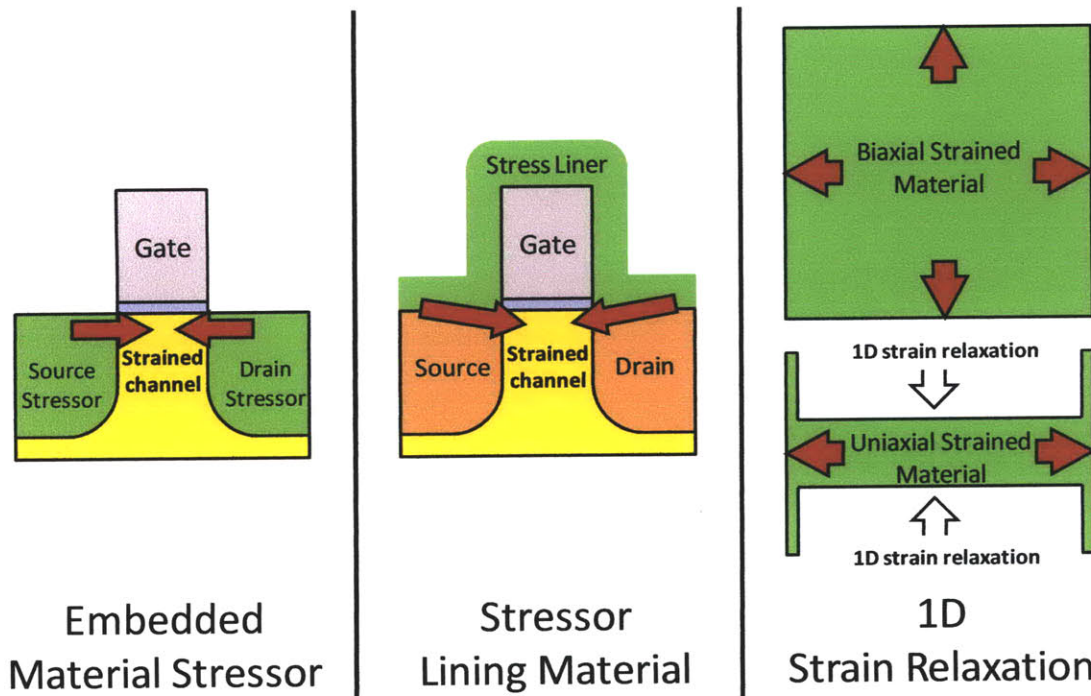 Gate
Source
Stressor
Strained
channel
Drain
Stressor
Embedded
Material Stressor
Stress Liner
Gate
Source
Strained
channel
Drain
Stressor
Lining Material
Biaxial Strained
Material
1D strain relaxation
Uniaxial Strained
Material
1D strain relaxation
1D
Strain Relaxation